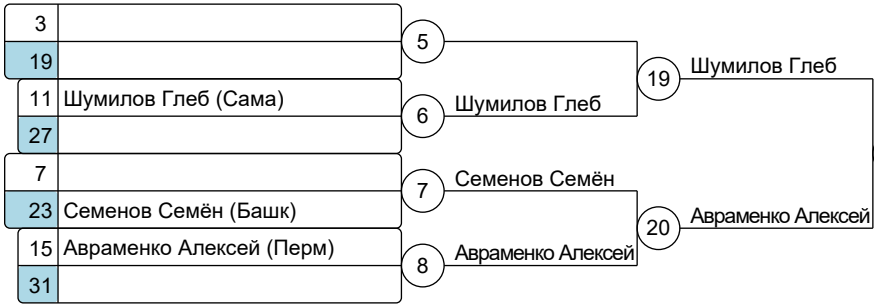 3
5
19
19
Шумилов Глеб
11 Шумилов Глеб (Сама)
6
Шумилов Глеб
27
7
7
Семенов Семён
23 Семенов Семён (Башк)
20
Авраменко Алексей
15 Авраменко Алексей (Перм)
8
Авраменко Алексей
31